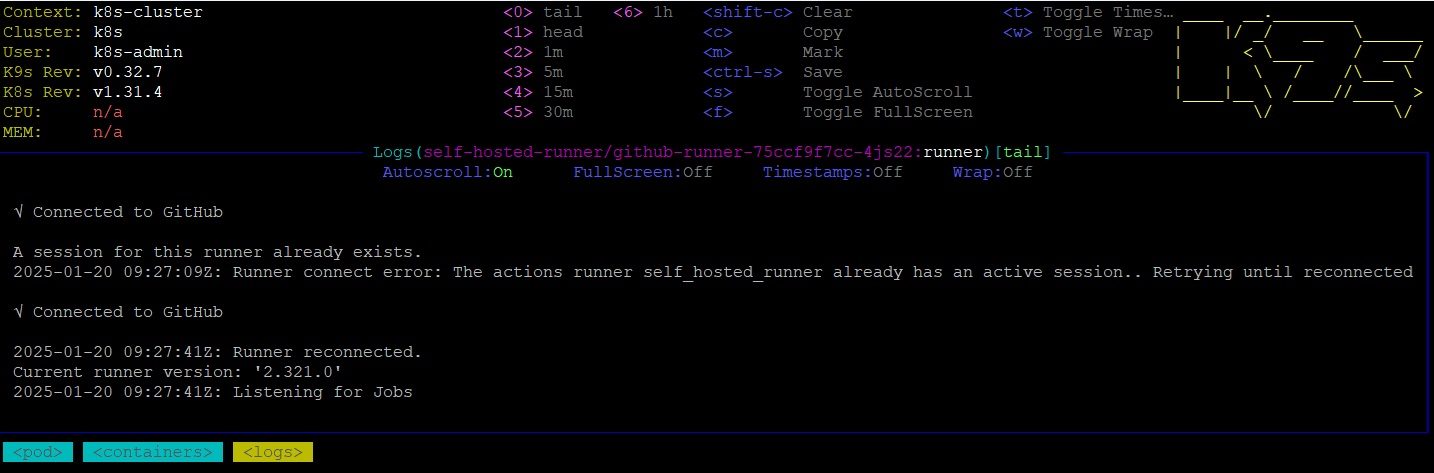 Context: k8s-cluster <0> tail <6> 1h <shift-c> Clear <t> Toggle Times…
Cluster: k8s <1> head <c> Copy <w> Toggle Wrap
User: k8s-admin <2> 1m <m> Mark
K9s Rev: v0.32.7 <3> 5m <ctrl-s> Save
K8s Rev: v1.31.4 <4> 15m <s> Toggle AutoScroll
CPU: n/a <5> 30m <f> Toggle FullScreen
MEM: n/a
K9s
Logs(self-hosted-runner/github-runner-75ccf9f7cc-4js22:runner)[tail]
Autoscroll:On FullScreen:Off Timestamps:Off Wrap:Off
√ Connected to GitHub
A session for this runner already exists.
2025-01-20 09:27:09Z: Runner connect error: The actions runner self_hosted_runner already has an active session.. Retrying until reconnected
√ Connected to GitHub
2025-01-20 09:27:41Z: Runner reconnected.
Current runner version: '2.321.0'
2025-01-20 09:27:41Z: Listening for Jobs
<pod> <containers> <logs>